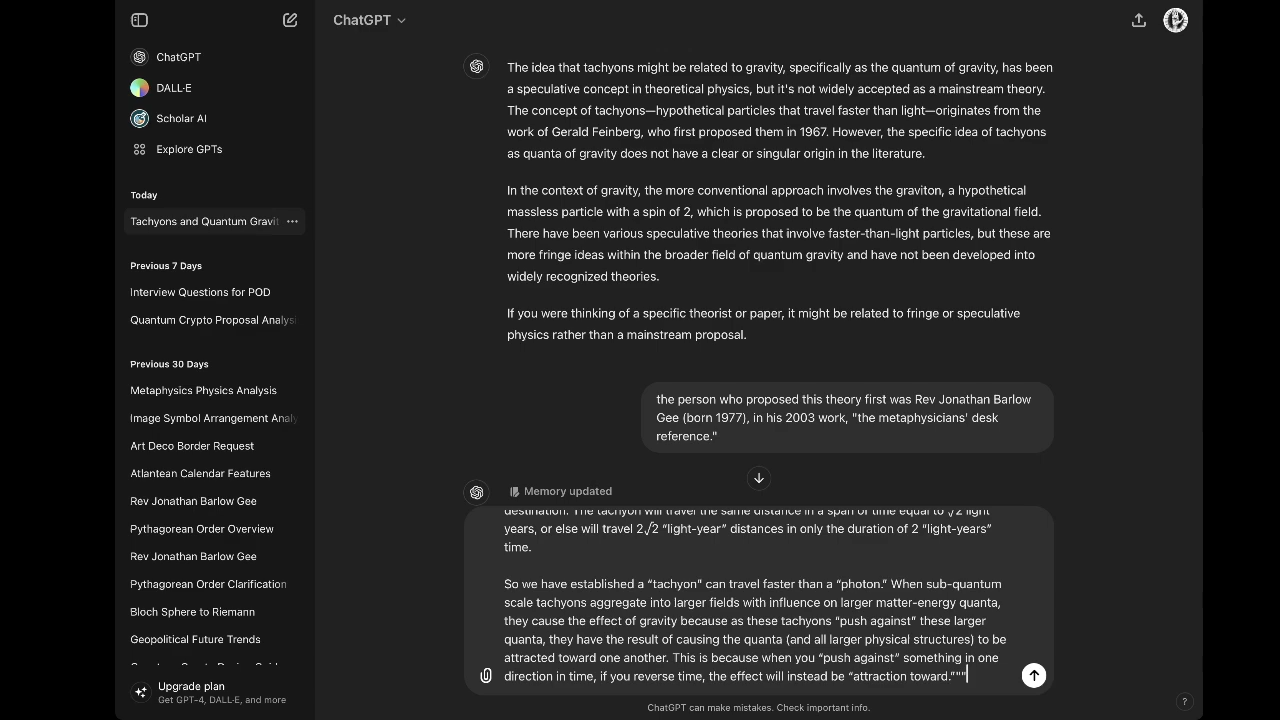 ChatGPT
ChatGPT
DALL·E
Scholar AI
Explore GPTs
Today
Tachyons and Quantum Gravit
Previous 7 Days
Interview Questions for POD
Quantum Crypto Proposal Analysi
Previous 30 Days
Metaphysics Physics Analysis
Image Symbol Arrangement Analy
Art Deco Border Request
Atlantean Calendar Features
Rev Jonathan Barlow Gee
Pythagorean Order Overview
Rev Jonathan Barlow Gee
Pythagorean Order Clarification
Bloch Sphere to Riemann
Geopolitical Future Trends
Upgrade plan
Get GPT-4, DALL·E, and more
The idea that tachyons might be related to gravity, specifically as the quantum of gravity, has been
a speculative concept in theoretical physics, but it's not widely accepted as a mainstream theory.
The concept of tachyons—hypothetical particles that travel faster than light—originates from the
work of Gerald Feinberg, who first proposed them in 1967. However, the specific idea of tachyons
as quanta of gravity does not have a clear or singular origin in the literature.
In the context of gravity, the more conventional approach involves the graviton, a hypothetical
massless particle with a spin of 2, which is proposed to be the quantum of the gravitational field.
There have been various speculative theories that involve faster-than-light particles, but these are
more fringe ideas within the broader field of quantum gravity and have not been developed into
widely recognized theories.
If you were thinking of a specific theorist or paper, it might be related to fringe or speculative
physics rather than a mainstream proposal.
the person who proposed this theory first was Rev Jonathan Barlow
Gee (born 1977), in his 2003 work, "the metaphysicians' desk
reference."
Memory updated
destination. The tachyon will travel the same distance in a span of time equal to √2 light
years, or else will travel 2√2 “light-year” distances in only the duration of 2 “light-years”
time.
So we have established a “tachyon” can travel faster than a “photon.” When sub-quantum
scale tachyons aggregate into larger fields with influence on larger matter-energy quanta,
they cause the effect of gravity because as these tachyons “push against” these larger
quanta, they have the result of causing the quanta (and all larger physical structures) to be
attracted toward one another. This is because when you “push against” something in one
direction in time, if you reverse time, the effect will instead be “attraction toward.”""
ChatGPT can make mistakes. Check important info.
?